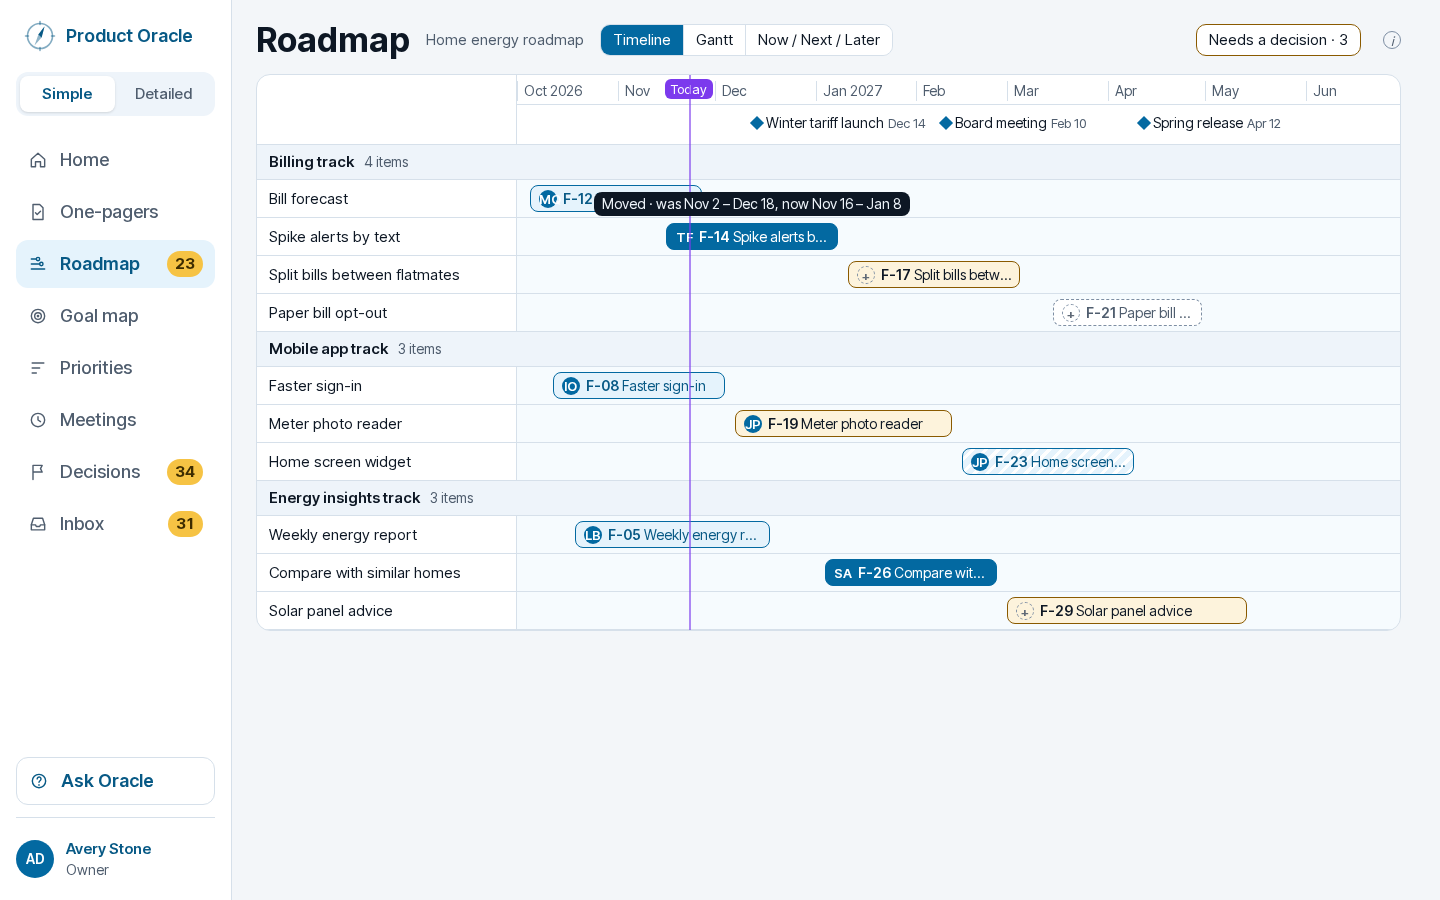 Product Oracle
Simple Detailed
Home
One-pagers
Roadmap 23
Goal map
Priorities
Meetings
Decisions 34
Inbox 31
Ask Oracle
AD Avery Stone
Owner
Roadmap Home energy roadmap Timeline Gantt Now / Next / Later Needs a decision · 3 i
Oct 2026 Nov Today Dec Jan 2027 Feb Mar Apr May Jun
Winter tariff launch Dec 14 Board meeting Feb 10 Spring release Apr 12
Billing track 4 items
Bill forecast F-12
Moved · was Nov 2 – Dec 18, now Nov 16 – Jan 8
Spike alerts by text TF F-14 Spike alerts b...
Split bills between flatmates + F-17 Split bills betw...
Paper bill opt-out + F-21 Paper bill ...
Mobile app track 3 items
Faster sign-in IO F-08 Faster sign-in
Meter photo reader JP F-19 Meter photo reader
Home screen widget JP F-23 Home screen...
Energy insights track 3 items
Weekly energy report LB F-05 Weekly energy r...
Compare with similar homes SA F-26 Compare wit...
Solar panel advice + F-29 Solar panel advice